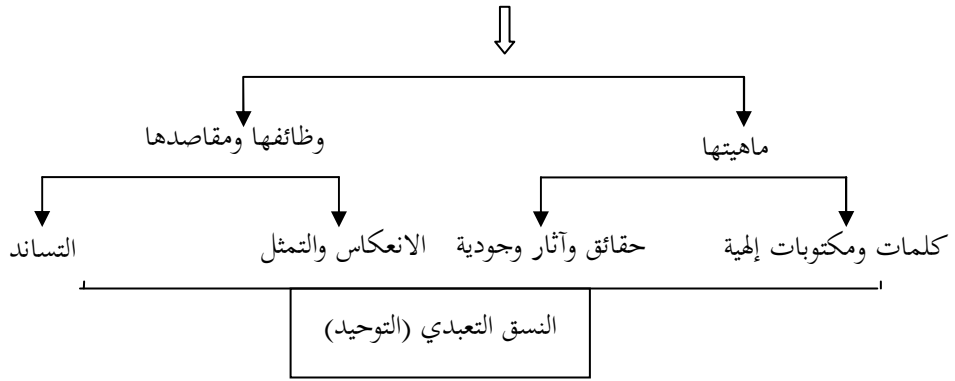 ماهيتها
وظائفها ومقاصدها
كلمات ومكتوبات إلهية
حقائق وآثار وجودية
الانعكاس والتمثل
التساند
النسق التعبدي (التوحيد)